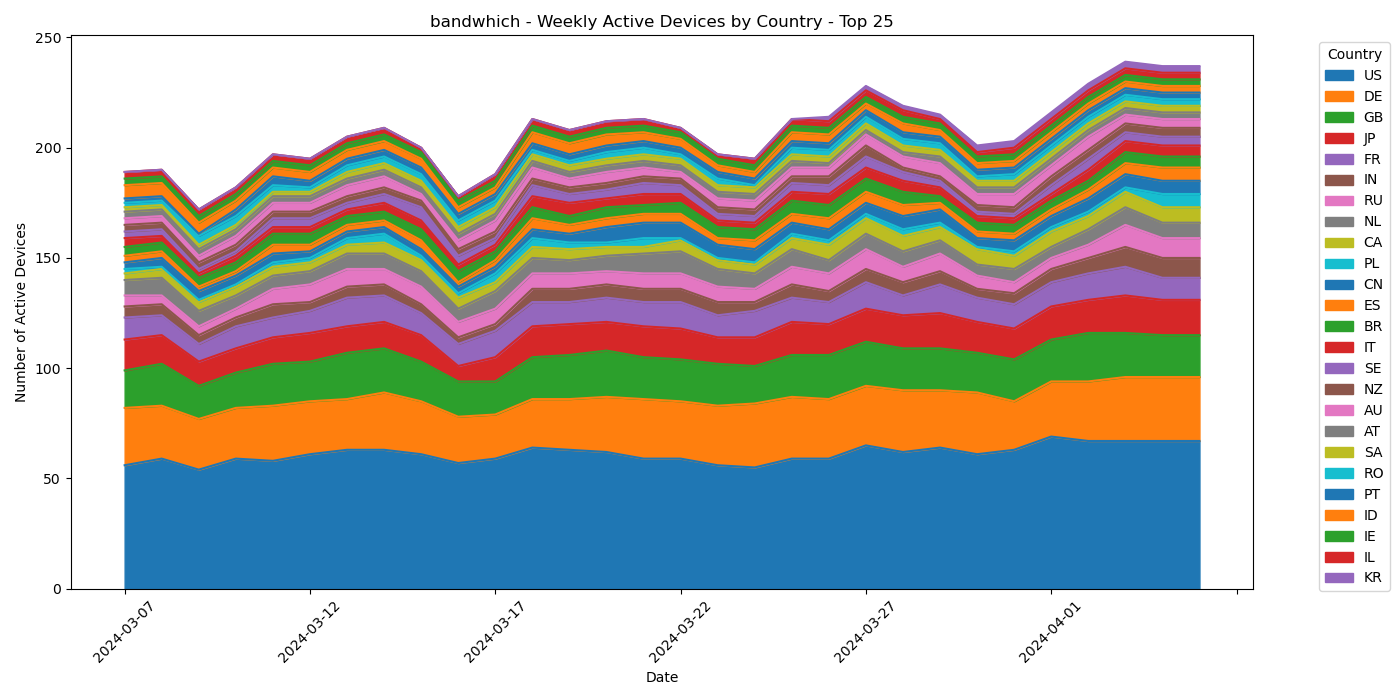 bandwhich - Weekly Active Devices by Country - Top 25
Number of Active Devices
250
200
150
100
50
0
2024-03-07
2024-03-12
2024-03-17
2024-03-22
2024-03-27
2024-04-01
Date
Country
US
DE
GB
JP
FR
IN
RU
NL
CA
PL
CN
ES
BR
IT
SE
NZ
AU
AT
SA
RO
PT
ID
IE
IL
KR